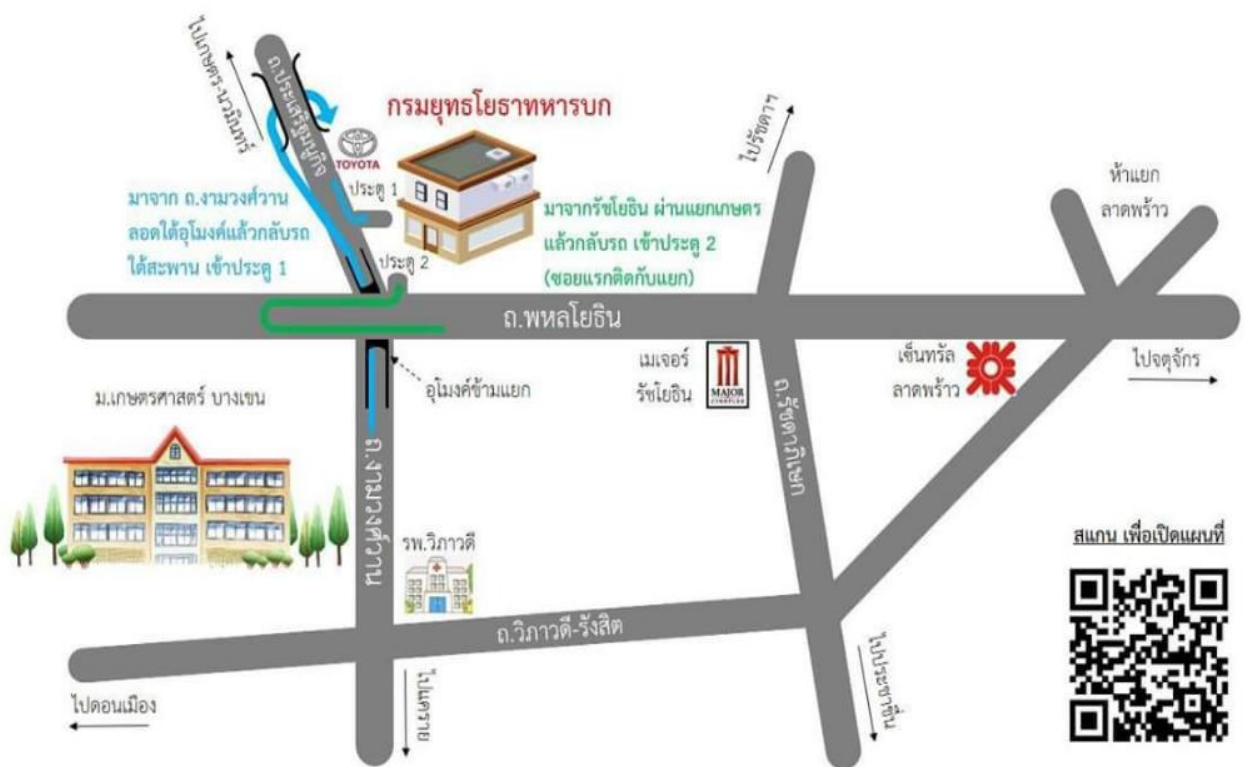 ไปเกษตร-นวมินทร์
ถ.ประเสริฐมนูกิจ
TOYOTA
กรมยุทธโยธาทหารบก
ประตู 1
มาจาก ถ.งามวงศ์วาน
ลอดใต้อุโมงค์แล้วกลับรถ
ใต้สะพาน เข้าประตู 1
ประตู 2
มาจากรัชโยธิน ผ่านแยกเกษตร
แล้วกลับรถ เข้าประตู 2
(ซอยแรกติดกับแยก)
ไปรัชดาฯ
ห้าแยก
ลาดพร้าว
ถ.พหลโยธิน
อุโมงค์ข้ามแยก
เมเจอร์
รัชโยธิน
MAJOR
CINEPLEX
เซ็นทรัล
ลาดพร้าว
ไปจตุจักร
ม.เกษตรศาสตร์ บางเขน
ถ.งามวงศ์วาน
ถ.รัชดาภิเษก
รพ.วิภาวดี
ถ.วิภาวดี-รังสิต
สแกน เพื่อเปิดแผนที่
ไปดอนเมือง
ไปแคราย
ไปประชาชื่น